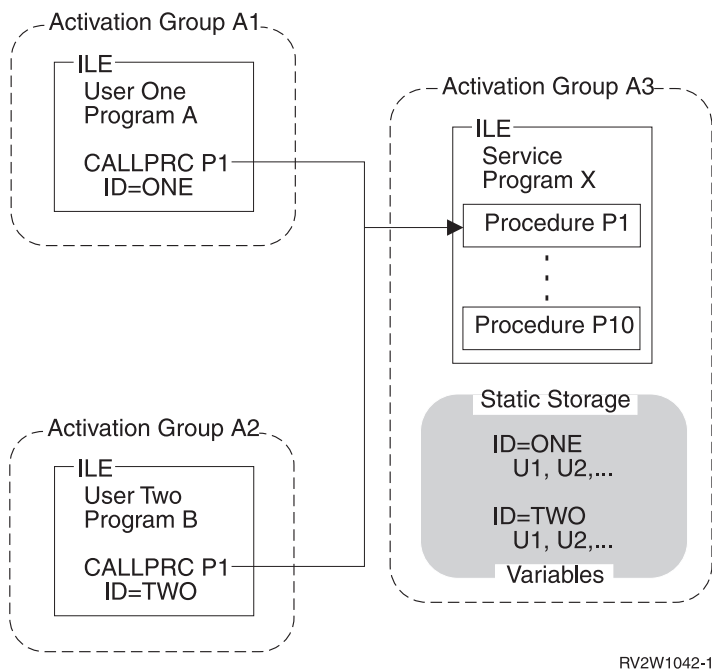 Activation Group A1
ILE
User One
Program A
CALLPRC P1
ID=ONE
Activation Group A2
ILE
User Two
Program B
CALLPRC P1
ID=TWO
Activation Group A3
ILE
Service
Program X
Procedure P1
Procedure P10
Static Storage
ID=ONE
U1, U2,...
ID=TWO
U1, U2,...
Variables
RV2W1042-1